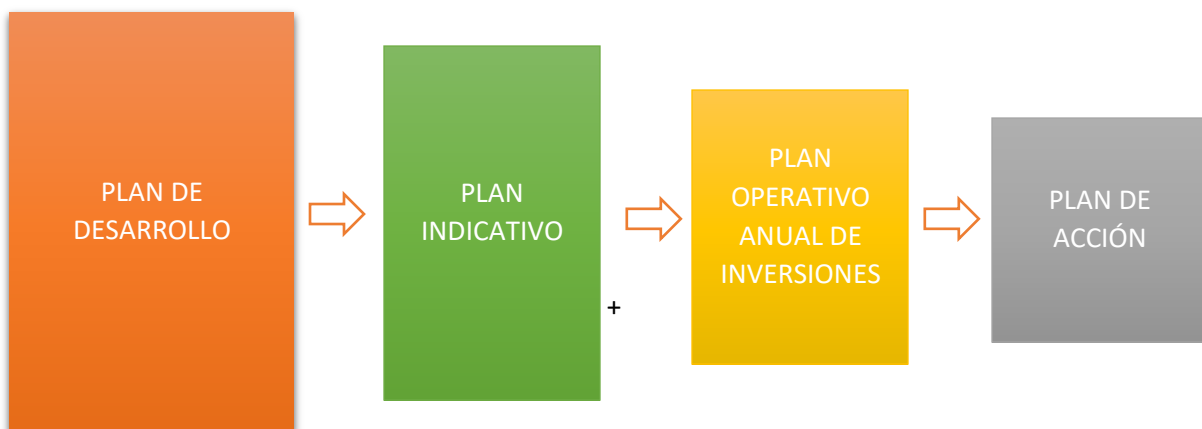 PLAN DE
DESARROLLO
PLAN
INDICATIVO
+
PLAN
OPERATIVO
ANUAL DE
INVERSIONES
PLAN DE
ACCIÓN